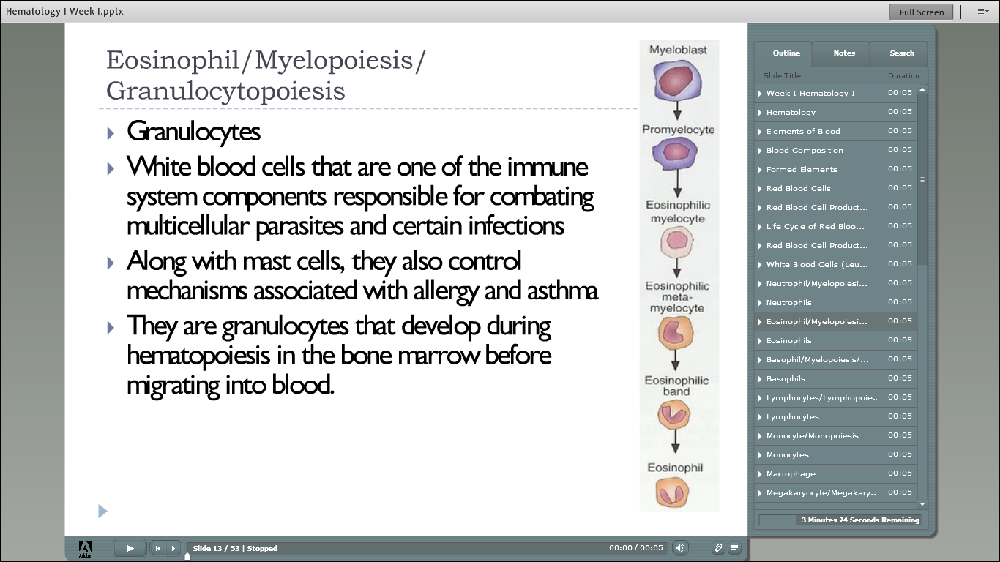 Hematology I Week I.pptx
Full Screen
Eosinophil/Myelopoiesis/
Granulocytopoiesis
Granulocytes
White blood cells that are one of the immune
system components responsible for combating
multicellular parasites and certain infections
Along with mast cells, they also control
mechanisms associated with allergy and asthma
They are granulocytes that develop during
hematopoiesis in the bone marrow before
migrating into blood.
Myeloblast
Promyelocyte
Eosinophilic
myelocyte
Eosinophilic
meta-
myelocyte
Eosinophilic
band
Eosinophil
Outline Notes Search
Slide Title Duration
Week I Hematology I 00:05
Hematology 00:05
Elements of Blood 00:05
Blood Composition 00:05
Formed Elements 00:05
Red Blood Cells 00:05
Red Blood Cell Product... 00:05
Life Cycle of Red Bloo... 00:05
Red Blood Cell Product... 00:05
White Blood Cells (Leu... 00:05
Neutrophil/Myelopoiesi... 00:05
Neutrophils 00:05
Eosinophil/Myelopoiesi... 00:05
Eosinophils 00:05
Basophil/Myelopoiesis/... 00:05
Basophils 00:05
Lymphocytes/Lymphopoie.. 00:05
Lymphocytes 00:05
Monocyte/Monopoiesis 00:05
Monocytes 00:05
Macrophage 00:05
Megakaryocyte/Megakary.. 00:05
3 Minutes 24 Seconds Remaining
Adobe
Slide 13 / 53 | Stopped
00:00 / 00:05